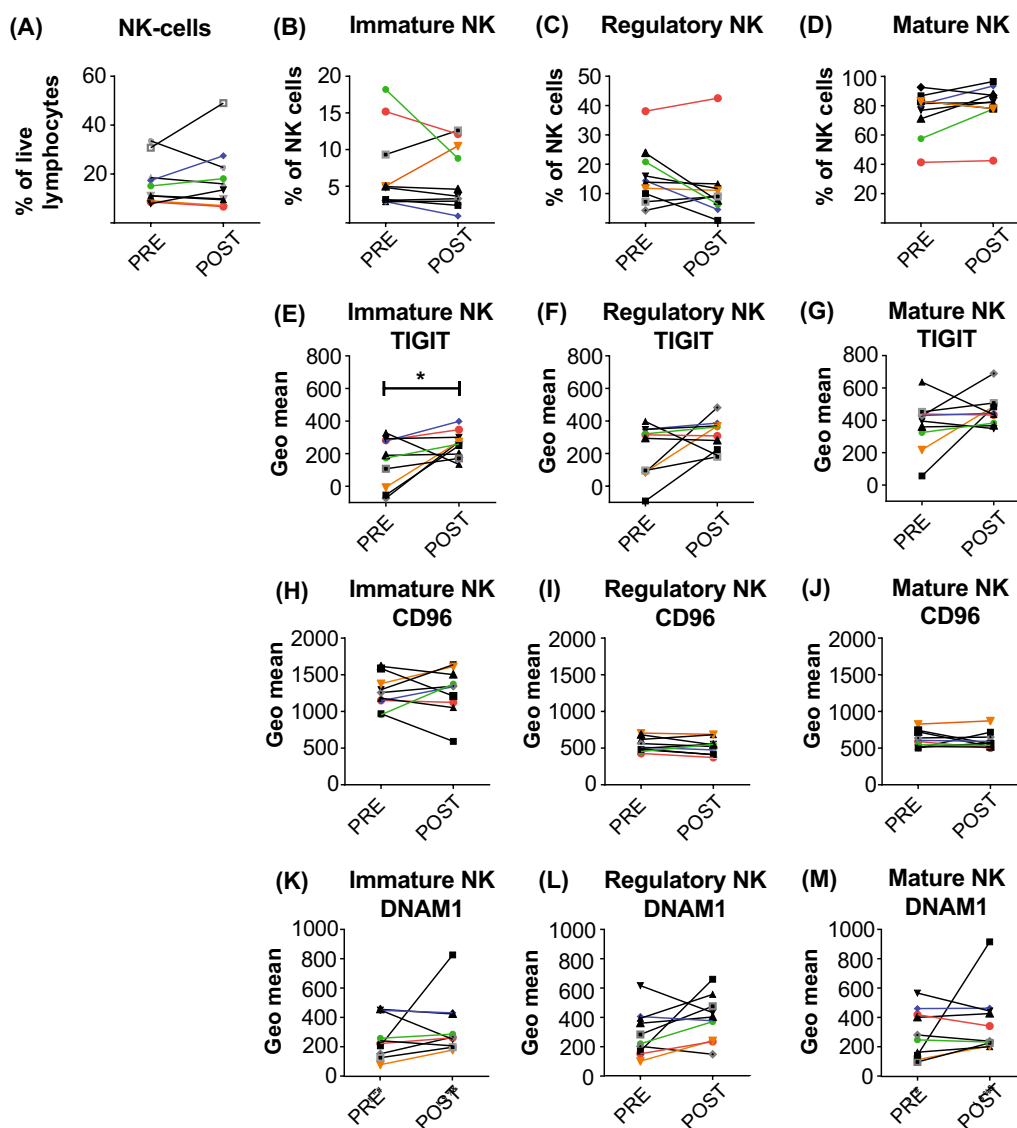 (A) NK-cells
% of live
lymphocytes
60
40
20
PRE
POST
(B) Immature NK
% of NK cells
20
15
10
5
0
PRE
POST
(C) Regulatory NK
% of NK cells
50
40
30
20
10
0
PRE
POST
(D) Mature NK
% of NK cells
100
80
60
40
20
PRE
POST
(E) Immature NK
TIGIT
Geo mean
800
600
400
200
0
*
PRE
POST
(F) Regulatory NK
TIGIT
Geo mean
800
600
400
200
0
PRE
POST
(G) Mature NK
TIGIT
Geo mean
800
600
400
200
0
PRE
POST
(H) Immature NK
CD96
Geo mean
2000
1500
1000
500
0
PRE
POST
(I) Regulatory NK
CD96
Geo mean
2000
1500
1000
500
0
PRE
POST
(J) Mature NK
CD96
Geo mean
2000
1500
1000
500
0
PRE
POST
(K) Immature NK
DNAM1
Geo mean
1000
800
600
400
200
0
PRE
POST
(L) Regulatory NK
DNAM1
Geo mean
1000
800
600
400
200
0
PRE
POST
(M) Mature NK
DNAM1
Geo mean
1000
800
600
400
200
0
PRE
POST